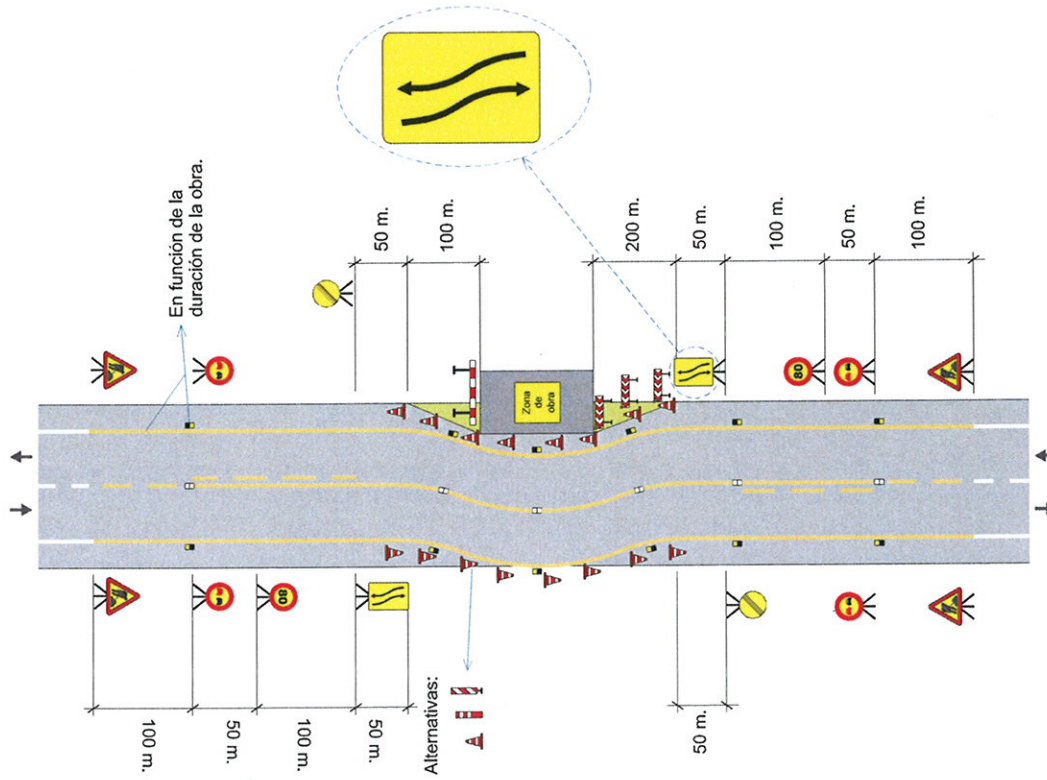 En función de la
duración de la obra.
50 m.
100 m.
Zona
de
obra
200 m.
50 m.
100 m.
50 m.
100 m.
80
80
100 m.
50 m.
100 m.
50 m.
Alternativas:
50 m.